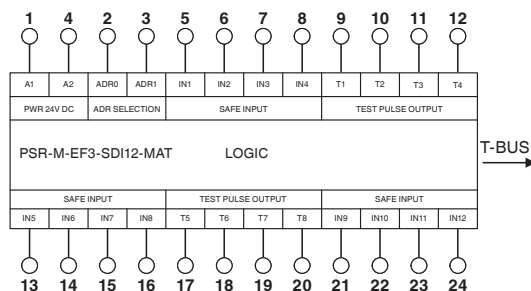 1 4 2 3 5 6 7 8 9 10 11 12
A1 A2 ADR0 ADR1 IN1 IN2 IN3 IN4 T1 T2 T3 T4
PWR 24V DC ADR SELECTION SAFE INPUT TEST PULSE OUTPUT
PSR-M-EF3-SDI12-MAT LOGIC T-BUS
SAFE INPUT TEST PULSE OUTPUT SAFE INPUT
IN5 IN6 IN7 IN8 T5 T6 T7 T8 IN9 IN10 IN11 IN12
13 14 15 16 17 18 19 20 21 22 23 24